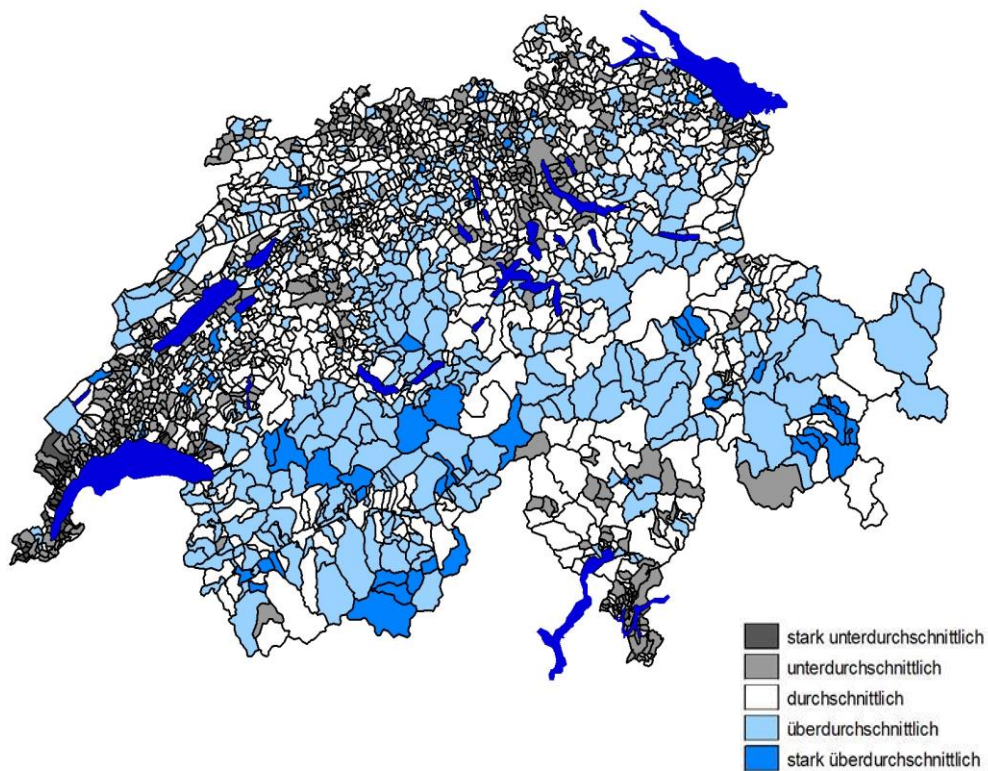 stark unterdurchschnittlich
unterdurchschnittlich
durchschnittlich
überdurchschnittlich
stark überdurchschnittlich